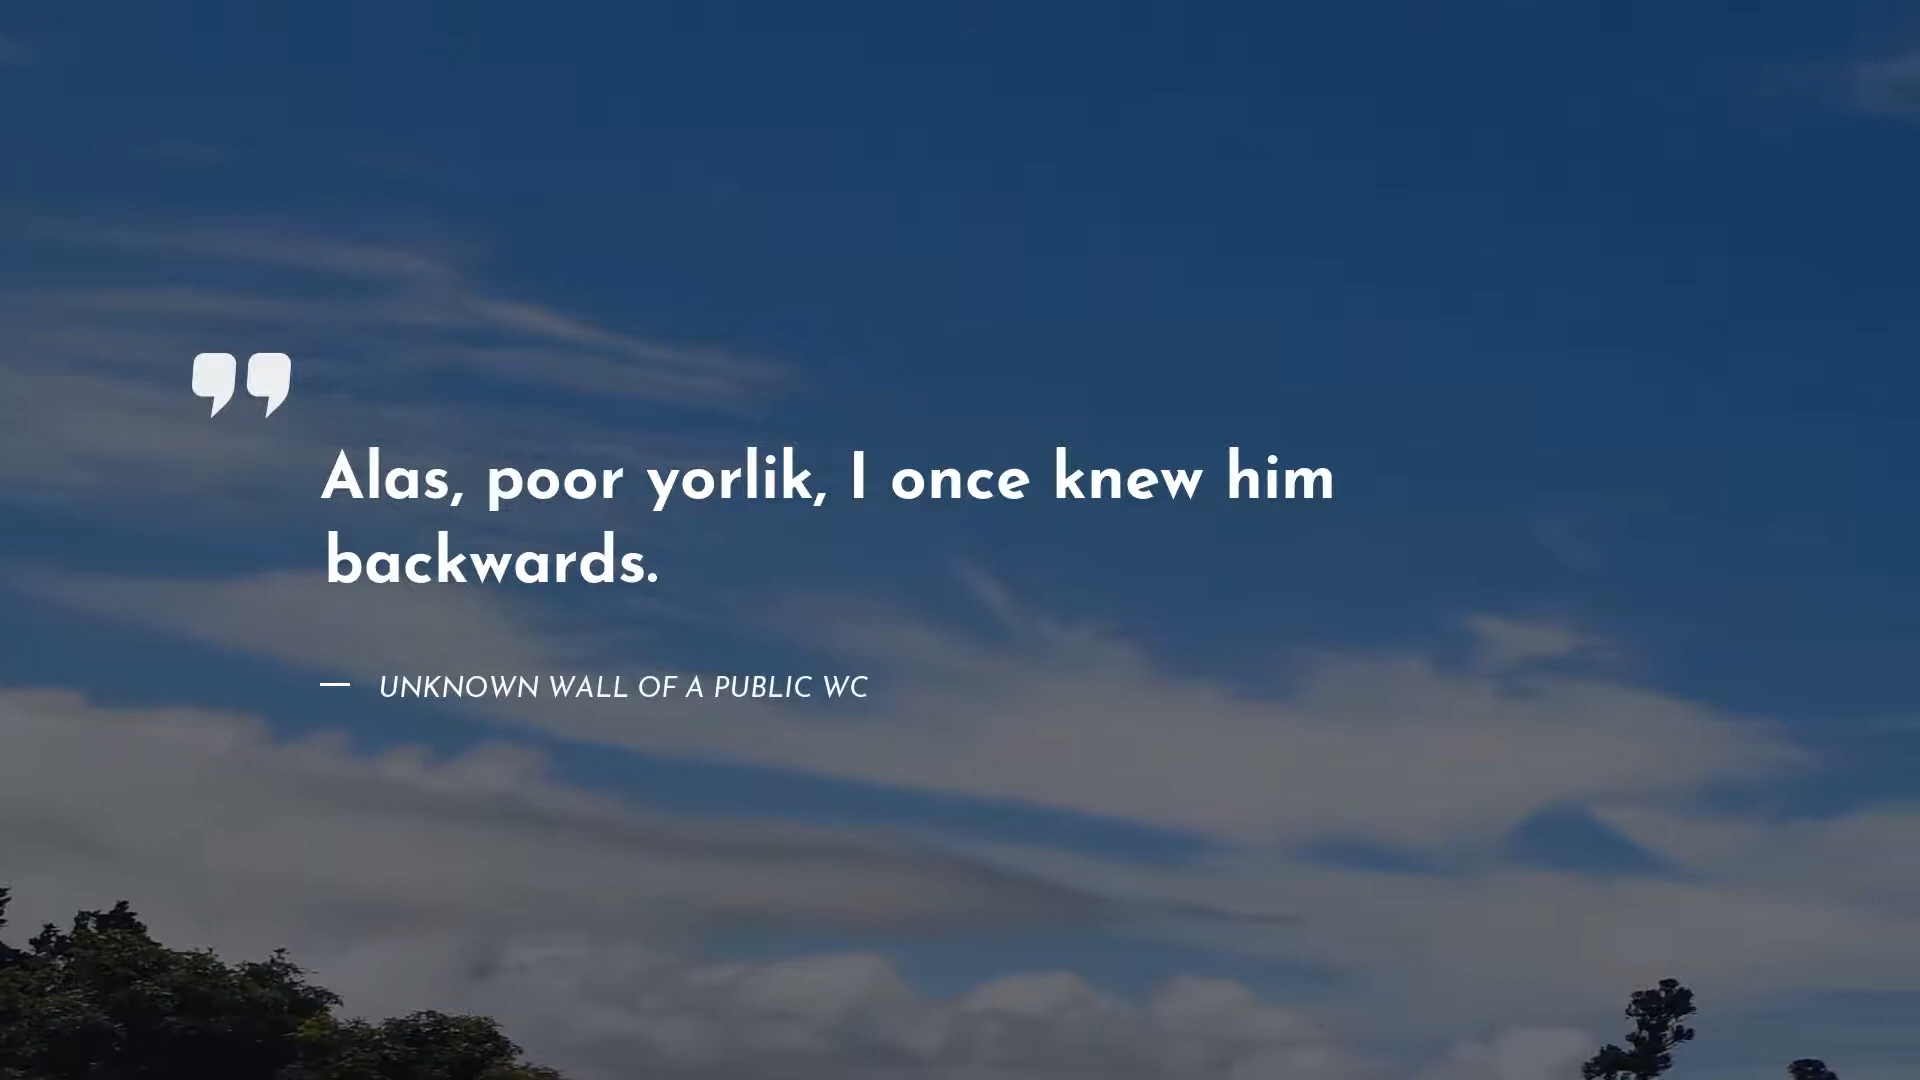 Alas, poor yorlik, I once knew him
backwards.
— UNKNOWN WALL OF A PUBLIC WC